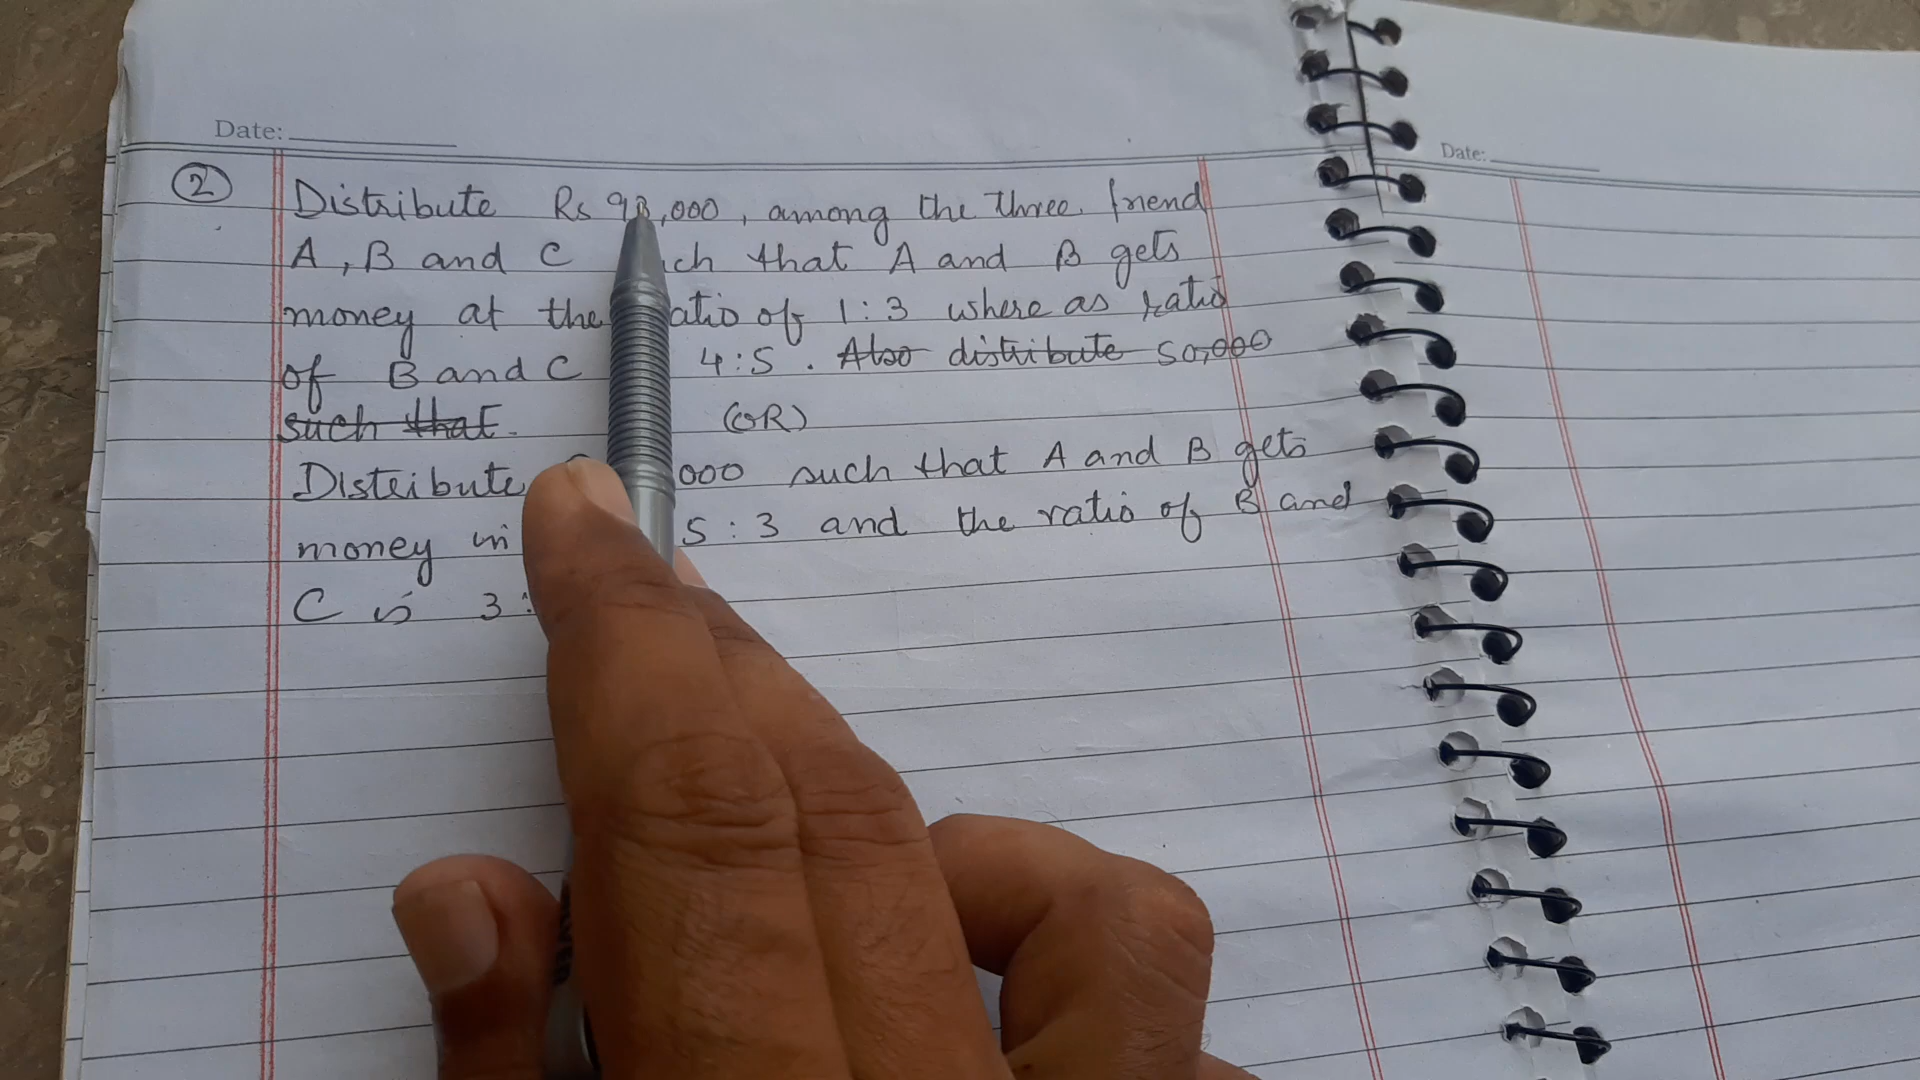 Date:
Date:
② Distribute Rs 93,000, among the three friend
A, B and C ch that A and B gets
money at the atio of 1:3 where as ratio
of B and C 4:5. Also distribute 50,000
such that.
(OR)
Distribute 000 such that A and B gets
money in 5:3 and the ratio of B and
C is 3: